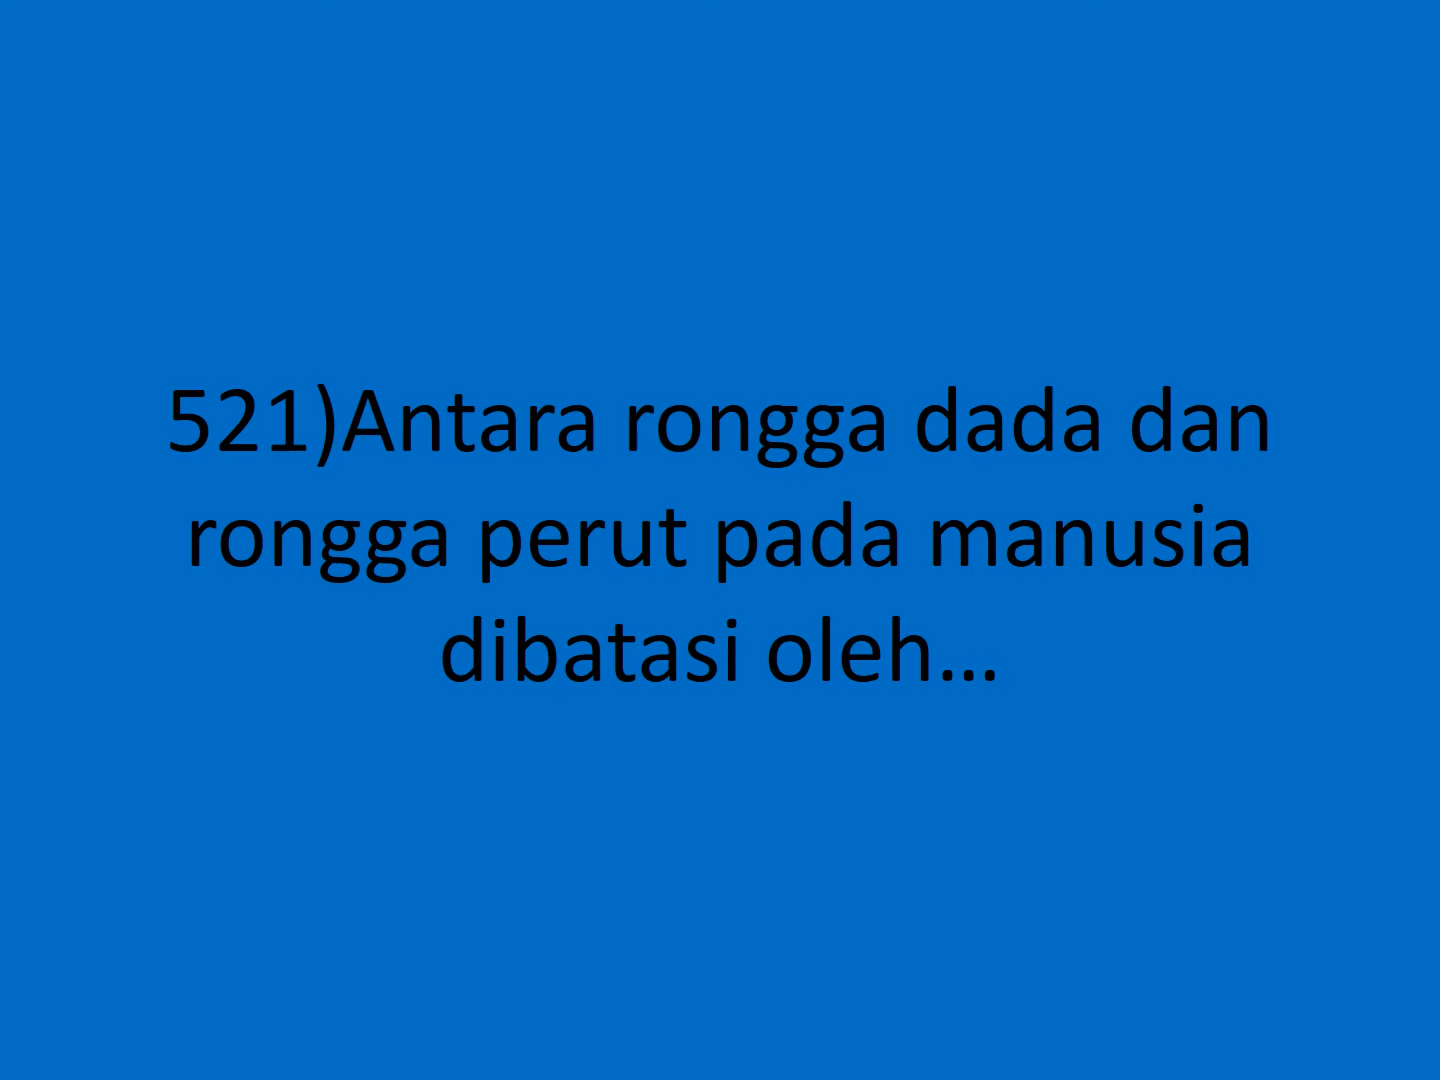 521)Antara rongga dada dan
rongga perut pada manusia
dibatasi oleh…